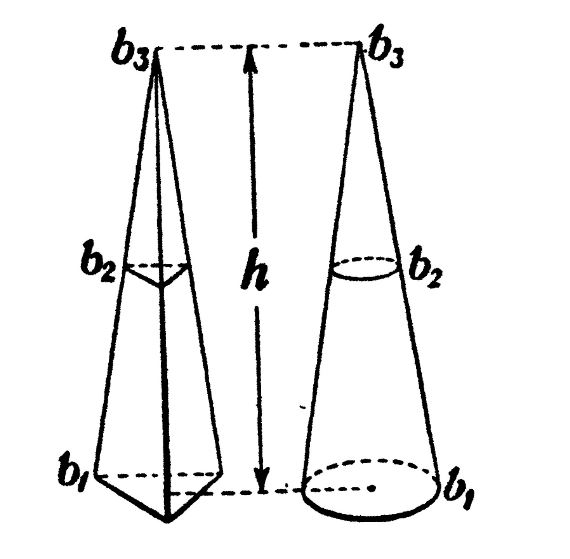 b₃ b₃
b₂ h b₂
b₁ b₁